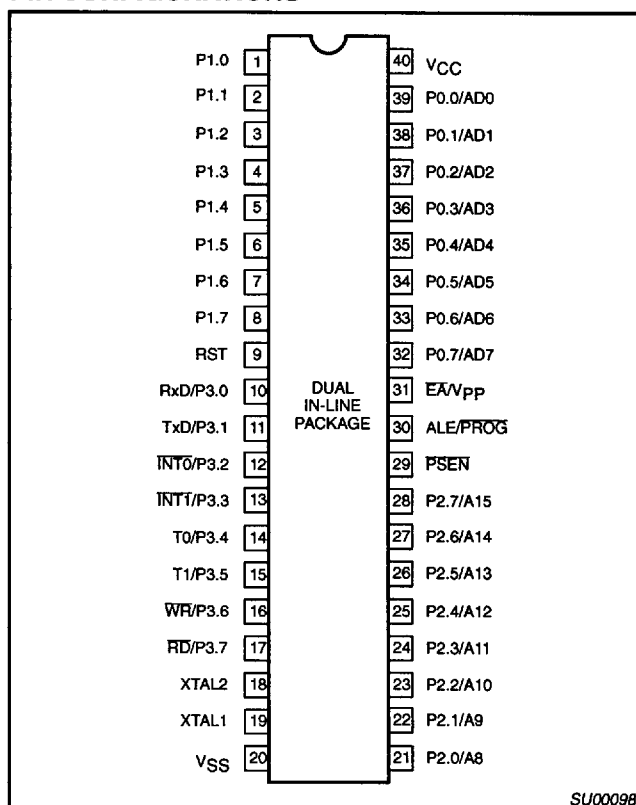 P1.0 1 40 VCC
P1.1 2 39 P0.0/AD0
P1.2 3 38 P0.1/AD1
P1.3 4 37 P0.2/AD2
P1.4 5 36 P0.3/AD3
P1.5 6 35 P0.4/AD4
P1.6 7 34 P0.5/AD5
P1.7 8 33 P0.6/AD6
RST 9 32 P0.7/AD7
RxD/P3.0 10 31 E̅A̅/VPP
TxD/P3.1 11 30 ALE/P̅R̅O̅G̅
I̅N̅T̅0̅/P3.2 12 29 P̅S̅E̅N̅
I̅N̅T̅1̅/P3.3 13 28 P2.7/A15
T0/P3.4 14 27 P2.6/A14
T1/P3.5 15 26 P2.5/A13
W̅R̅/P3.6 16 25 P2.4/A12
R̅D̅/P3.7 17 24 P2.3/A11
XTAL2 18 23 P2.2/A10
XTAL1 19 22 P2.1/A9
VSS 20 21 P2.0/A8
DUAL
IN-LINE
PACKAGE
SU00098